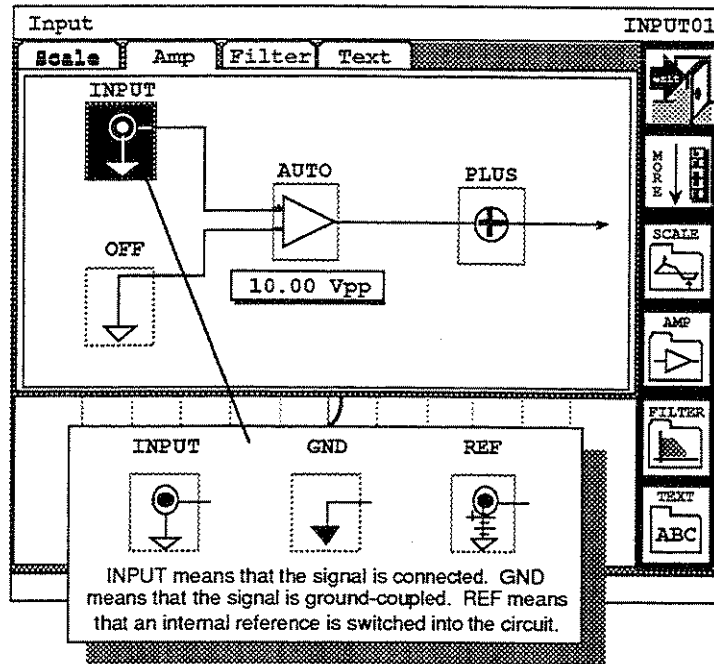 Input INPUT01
Scale Amp Filter Text
INPUT
AUTO PLUS
OFF
10.00 Vpp
MORE
SCALE
AMP
FILTER
TEXT
ABC
INPUT GND REF
INPUT means that the signal is connected. GND
means that the signal is ground-coupled. REF means
that an internal reference is switched into the circuit.